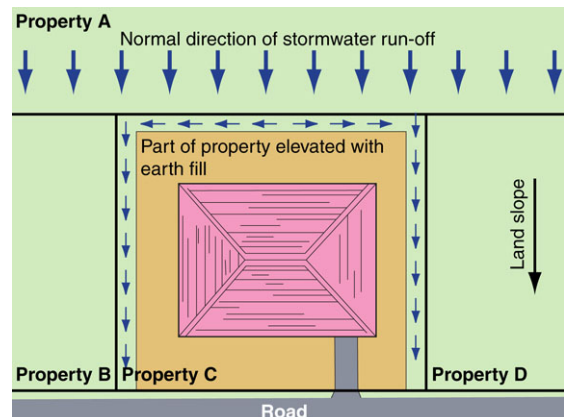 Property A
Normal direction of stormwater run-off
Part of property elevated with
earth fill
Land slope
Property B
Property C
Property D
Road